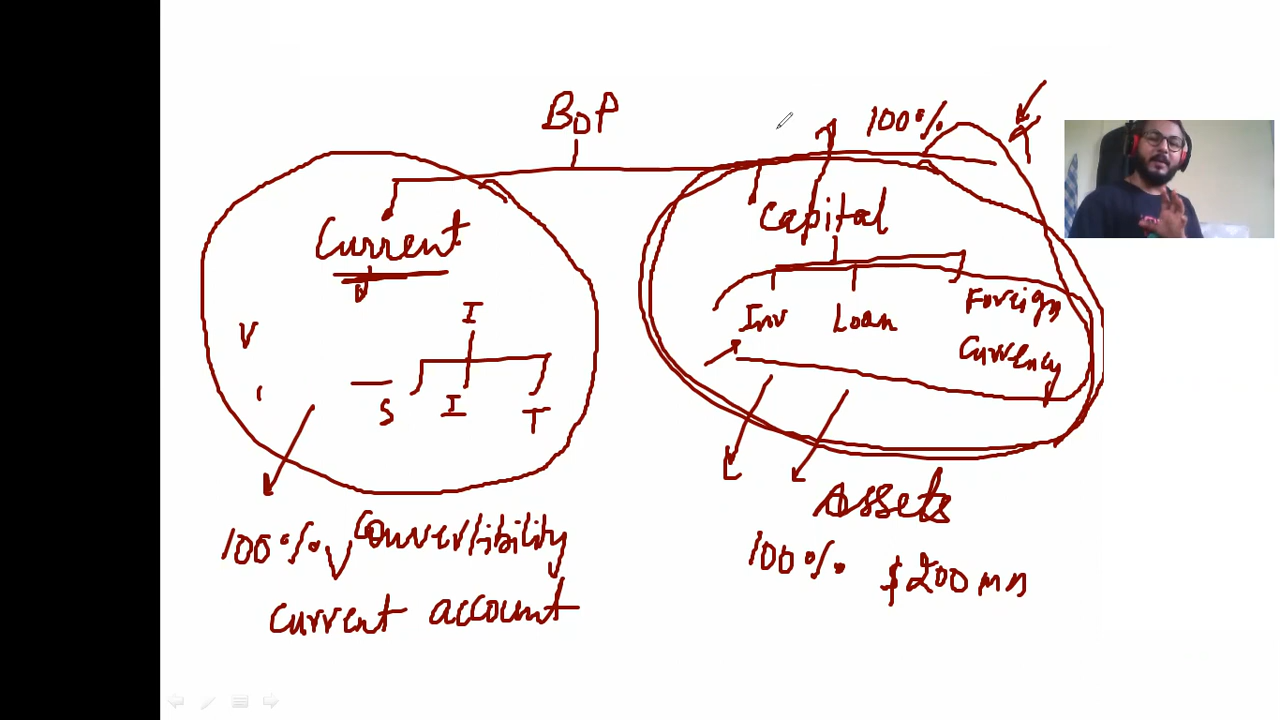 BOP
100%
Current
Capital
V
I
S I T
Inv Loan Foreign
Currency
100% Convertibility
current account
Assets
100% $200 mn